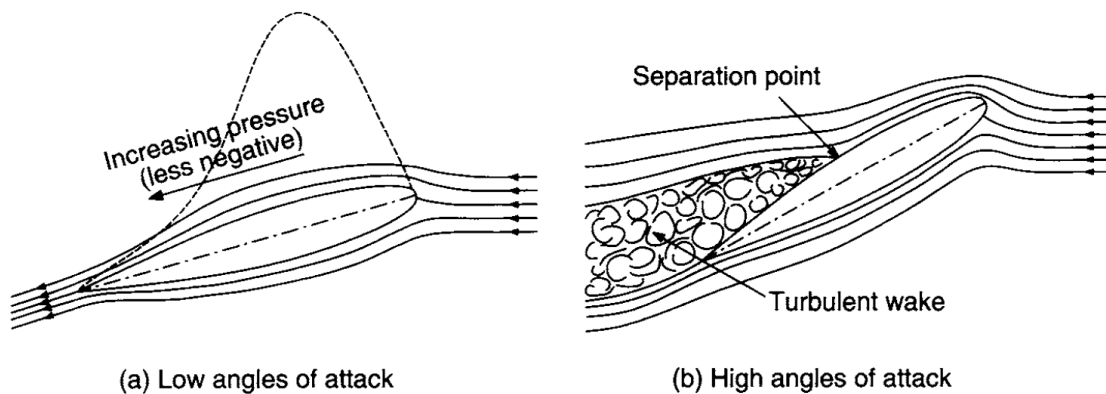 Increasing pressure
(less negative)
(a) Low angles of attack
Separation point
Turbulent wake
(b) High angles of attack